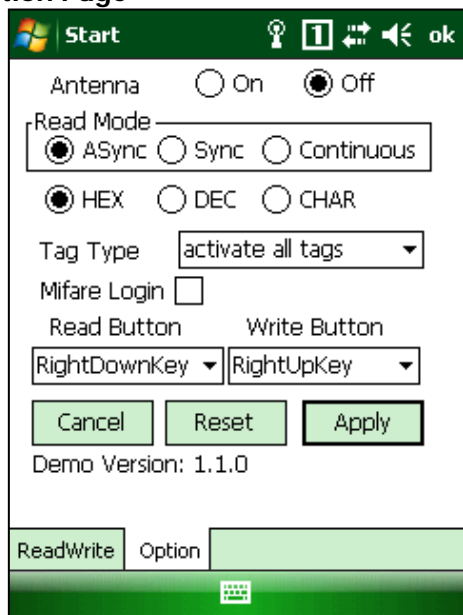 tion Page
Start 1 ok
Antenna On Off
Read Mode
ASync Sync Continuous
HEX DEC CHAR
Tag Type activate all tags
Mifare Login
Read Button Write Button
RightDownKey RightUpKey
Cancel Reset Apply
Demo Version: 1.1.0
ReadWrite Option